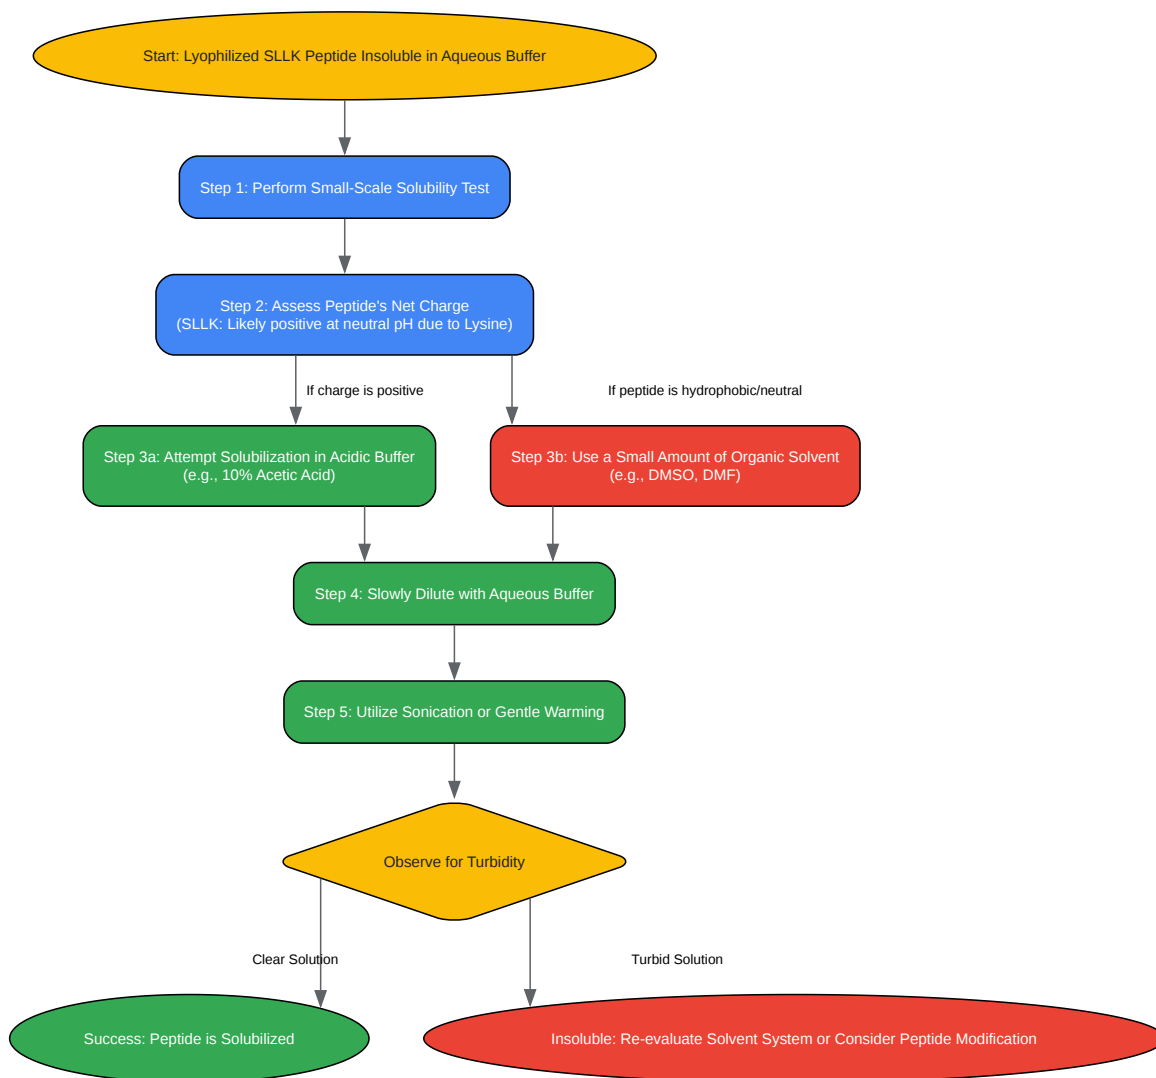 Start: Lyophilized SLLK Peptide Insoluble in Aqueous Buffer
Step 1: Perform Small-Scale Solubility Test
Step 2: Assess Peptide's Net Charge
(SLLK: Likely positive at neutral pH due to Lysine)
If charge is positive
If peptide is hydrophobic/neutral
Step 3a: Attempt Solubilization in Acidic Buffer
(e.g., 10% Acetic Acid)
Step 3b: Use a Small Amount of Organic Solvent
(e.g., DMSO, DMF)
Step 4: Slowly Dilute with Aqueous Buffer
Step 5: Utilize Sonication or Gentle Warming
Observe for Turbidity
Clear Solution
Turbid Solution
Success: Peptide is Solubilized
Insoluble: Re-evaluate Solvent System or Consider Peptide Modification